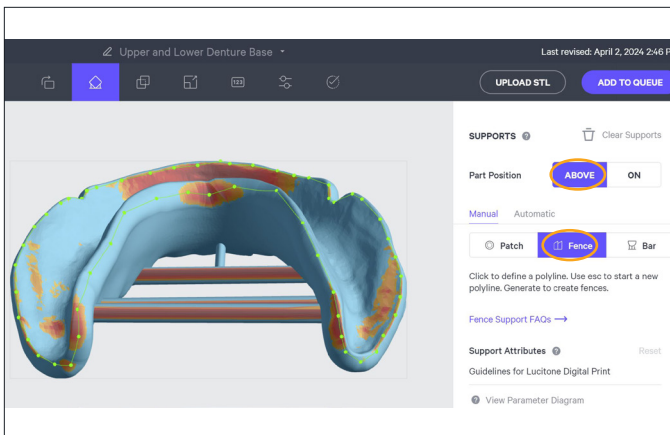 Upper and Lower Denture Base
Last revised: April 2, 2024 2:46 P
123
UPLOAD STL
ADD TO QUEUE
SUPPORTS
Clear Supports
Part Position
ABOVE
ON
Manual
Automatic
Patch
Fence
Bar
Click to define a polyline. Use esc to start a new
polyline. Generate to create fences.
Fence Support FAQs
Support Attributes
Reset
Guidelines for Lucitone Digital Print
View Parameter Diagram